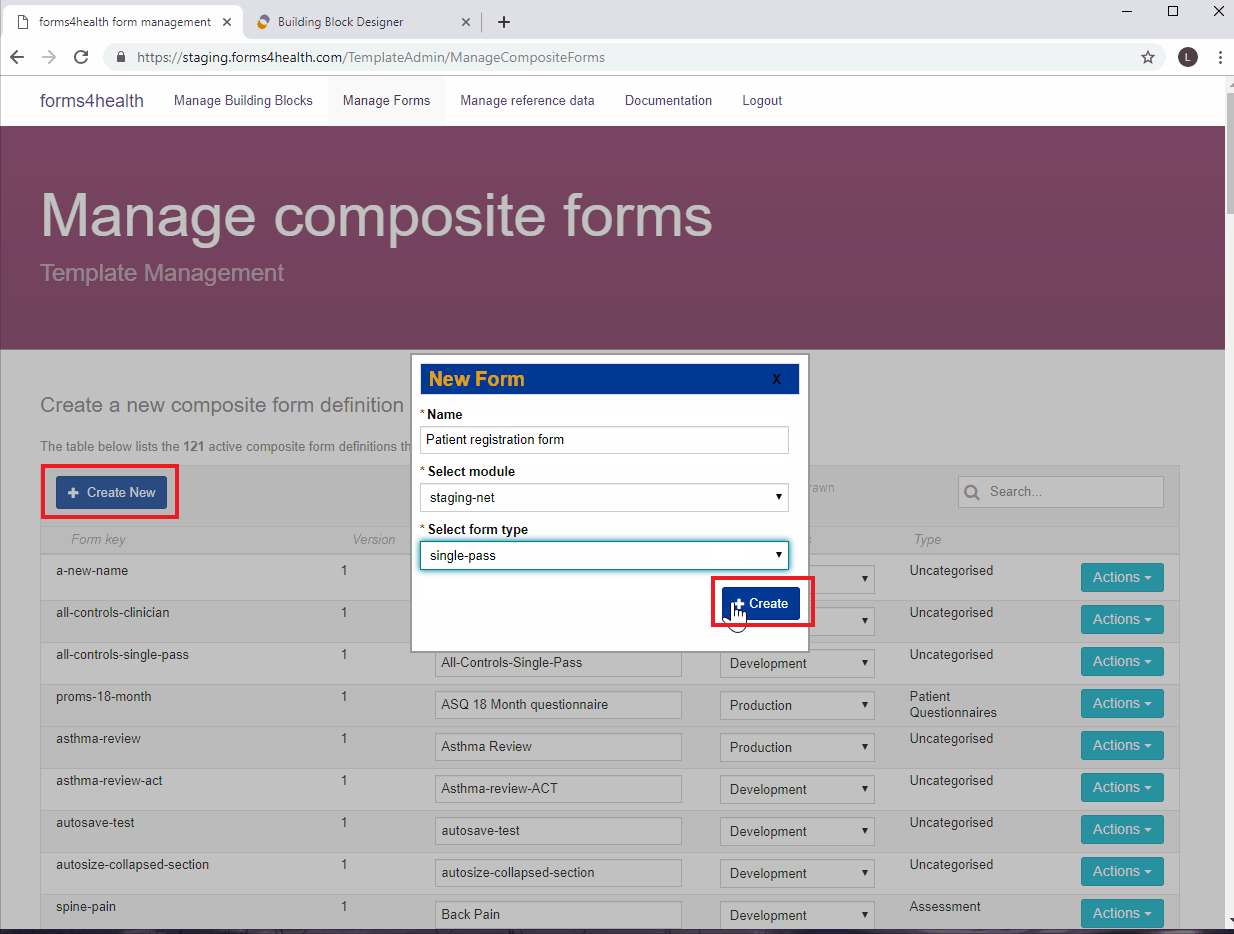 forms4health form management
Building Block Designer
https://staging.forms4health.com/TemplateAdmin/ManageCompositeForms
L
forms4health Manage Building Blocks Manage Forms Manage reference data Documentation Logout
Manage composite forms
Template Management
Create a new composite form definition
The table below lists the 121 active composite form definitions
New Form X
* Name
Patient registration form
* Select module
staging-net
* Select form type
single-pass
Create
Create New
Search...
Form key Version Type
a-new-name 1 Uncategorised Actions
all-controls-clinician 1 Uncategorised Actions
all-controls-single-pass 1 All-Controls-Single-Pass Development Uncategorised Actions
proms-18-month 1 ASQ 18 Month questionnaire Production Patient Questionnaires Actions
asthma-review 1 Asthma Review Production Uncategorised Actions
asthma-review-act 1 Asthma-review-ACT Development Uncategorised Actions
autosave-test 1 autosave-test Development Uncategorised Actions
autosize-collapsed-section 1 autosize-collapsed-section Development Uncategorised Actions
spine-pain 1 Back Pain Development Assessment Actions